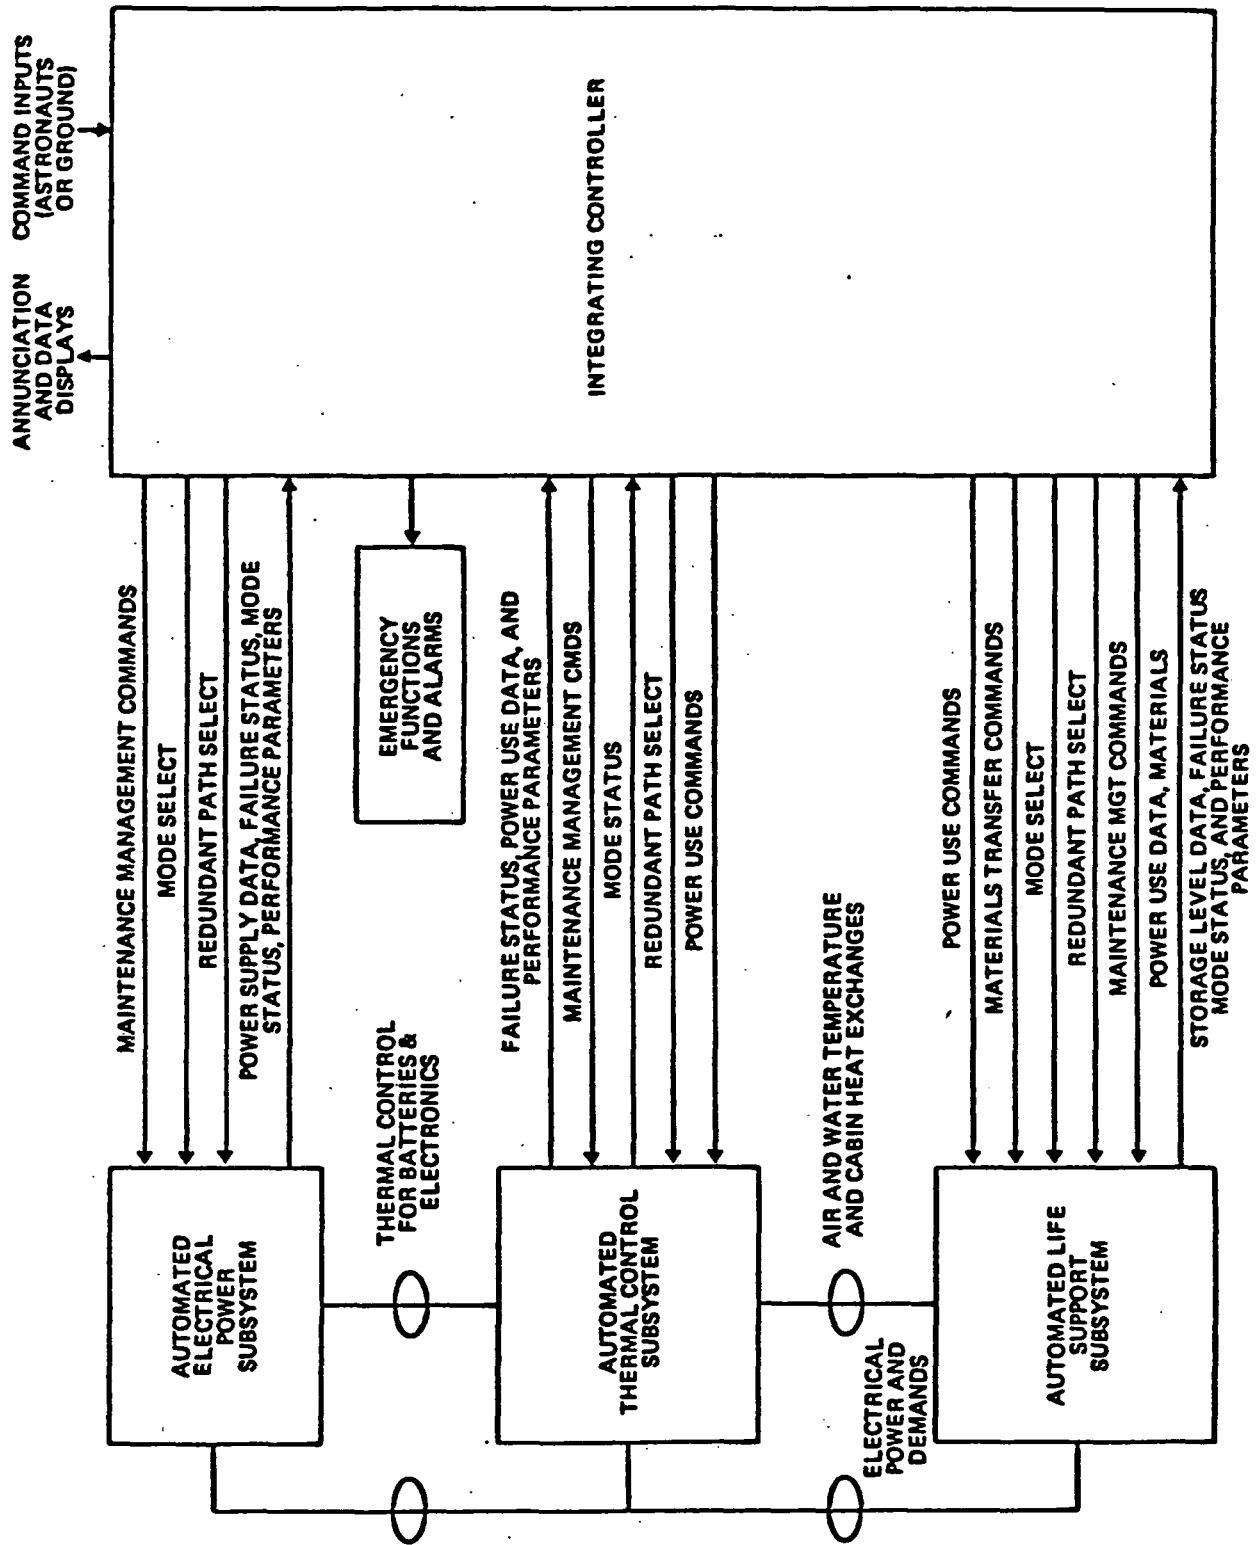 ANNUNCIATION
AND DATA
DISPLAYS
COMMAND INPUTS
(ASTRONAUTS
OR GROUND)
INTEGRATING CONTROLLER
MAINTENANCE MANAGEMENT COMMANDS
MODE SELECT
REDUNDANT PATH SELECT
POWER SUPPLY DATA, FAILURE STATUS, MODE
STATUS, PERFORMANCE PARAMETERS
EMERGENCY
FUNCTIONS
AND ALARMS
FAILURE STATUS, POWER USE DATA, AND
PERFORMANCE PARAMETERS
MAINTENANCE MANAGEMENT CMDS
MODE STATUS
REDUNDANT PATH SELECT
POWER USE COMMANDS
POWER USE COMMANDS
MATERIALS TRANSFER COMMANDS
MODE SELECT
REDUNDANT PATH SELECT
MAINTENANCE MGT COMMANDS
POWER USE DATA, MATERIALS
STORAGE LEVEL DATA, FAILURE STATUS
MODE STATUS, AND PERFORMANCE
PARAMETERS
THERMAL CONTROL
FOR BATTERIES &
ELECTRONICS
AIR AND WATER TEMPERATURE
AND CABIN HEAT EXCHANGES
AUTOMATED
ELECTRICAL
POWER
SUBSYSTEM
AUTOMATED
THERMAL CONTROL
SUBSYSTEM
AUTOMATED LIFE
SUPPORT
SUBSYSTEM
ELECTRICAL
POWER AND
DEMANDS